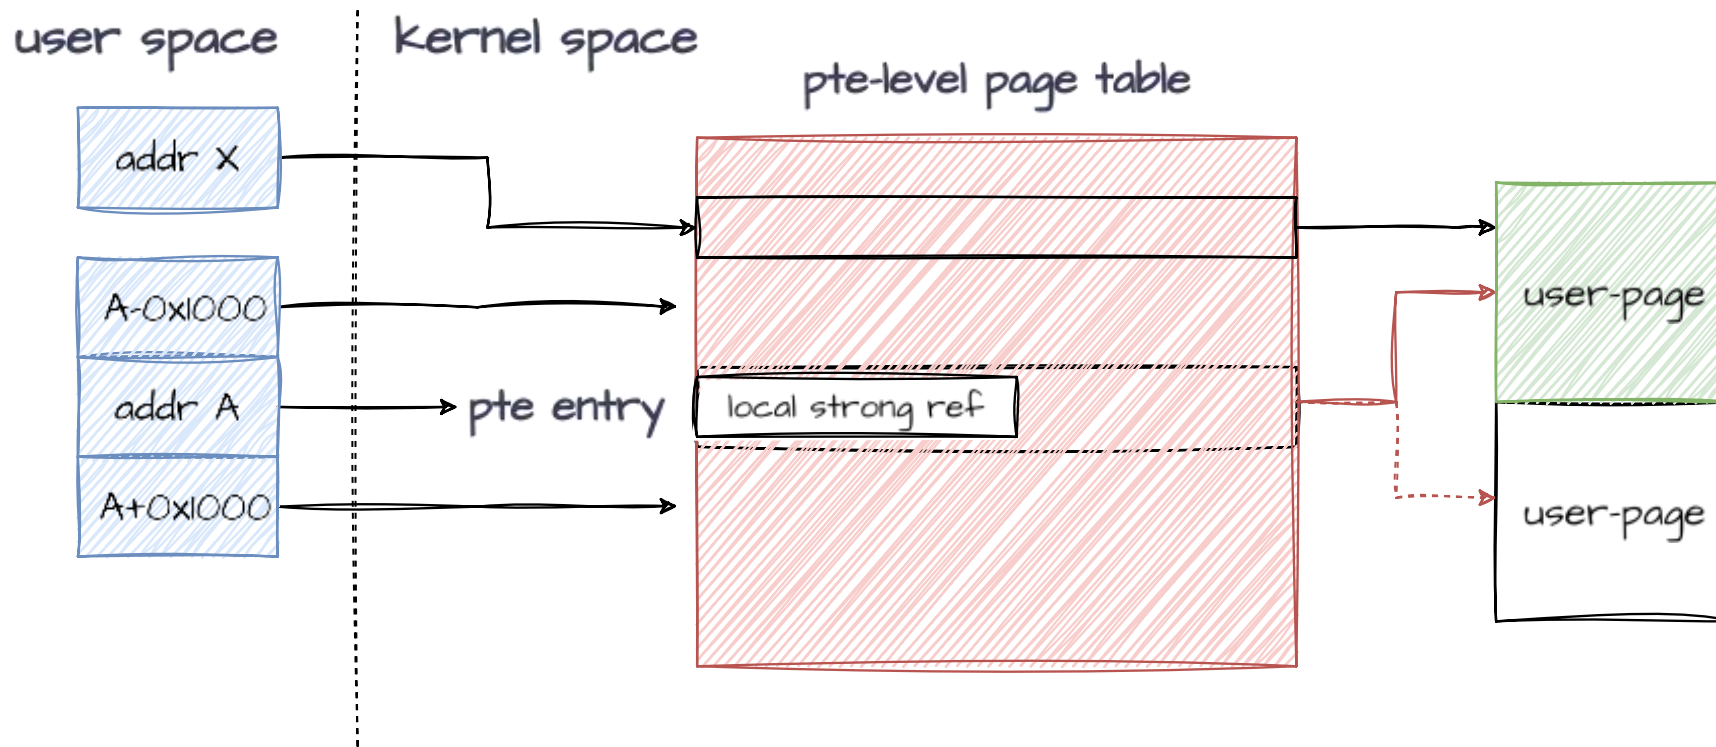 user space
kernel space
pte-level page table
addr X
A-0x1000
user-page
addr A
pte entry
local strong ref
A+0x1000
user-page